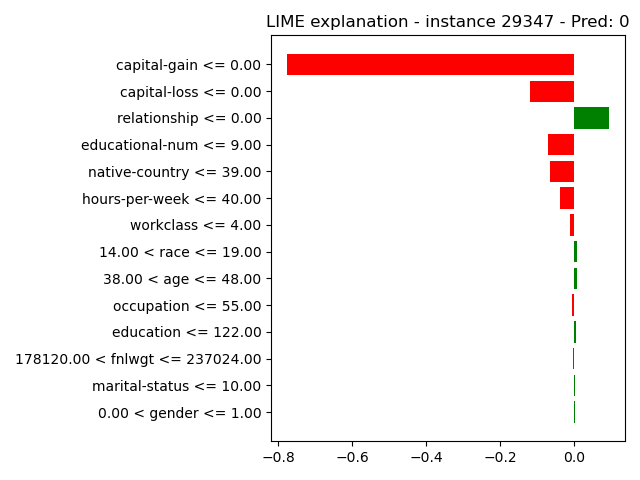 LIME explanation - instance 29347 - Pred: 0
capital-gain <= 0.00
capital-loss <= 0.00
relationship <= 0.00
educational-num <= 9.00
native-country <= 39.00
hours-per-week <= 40.00
workclass <= 4.00
14.00 < race <= 19.00
38.00 < age <= 48.00
occupation <= 55.00
education <= 122.00
178120.00 < fnlwgt <= 237024.00
marital-status <= 10.00
0.00 < gender <= 1.00
−0.8 −0.6 −0.4 −0.2 0.0